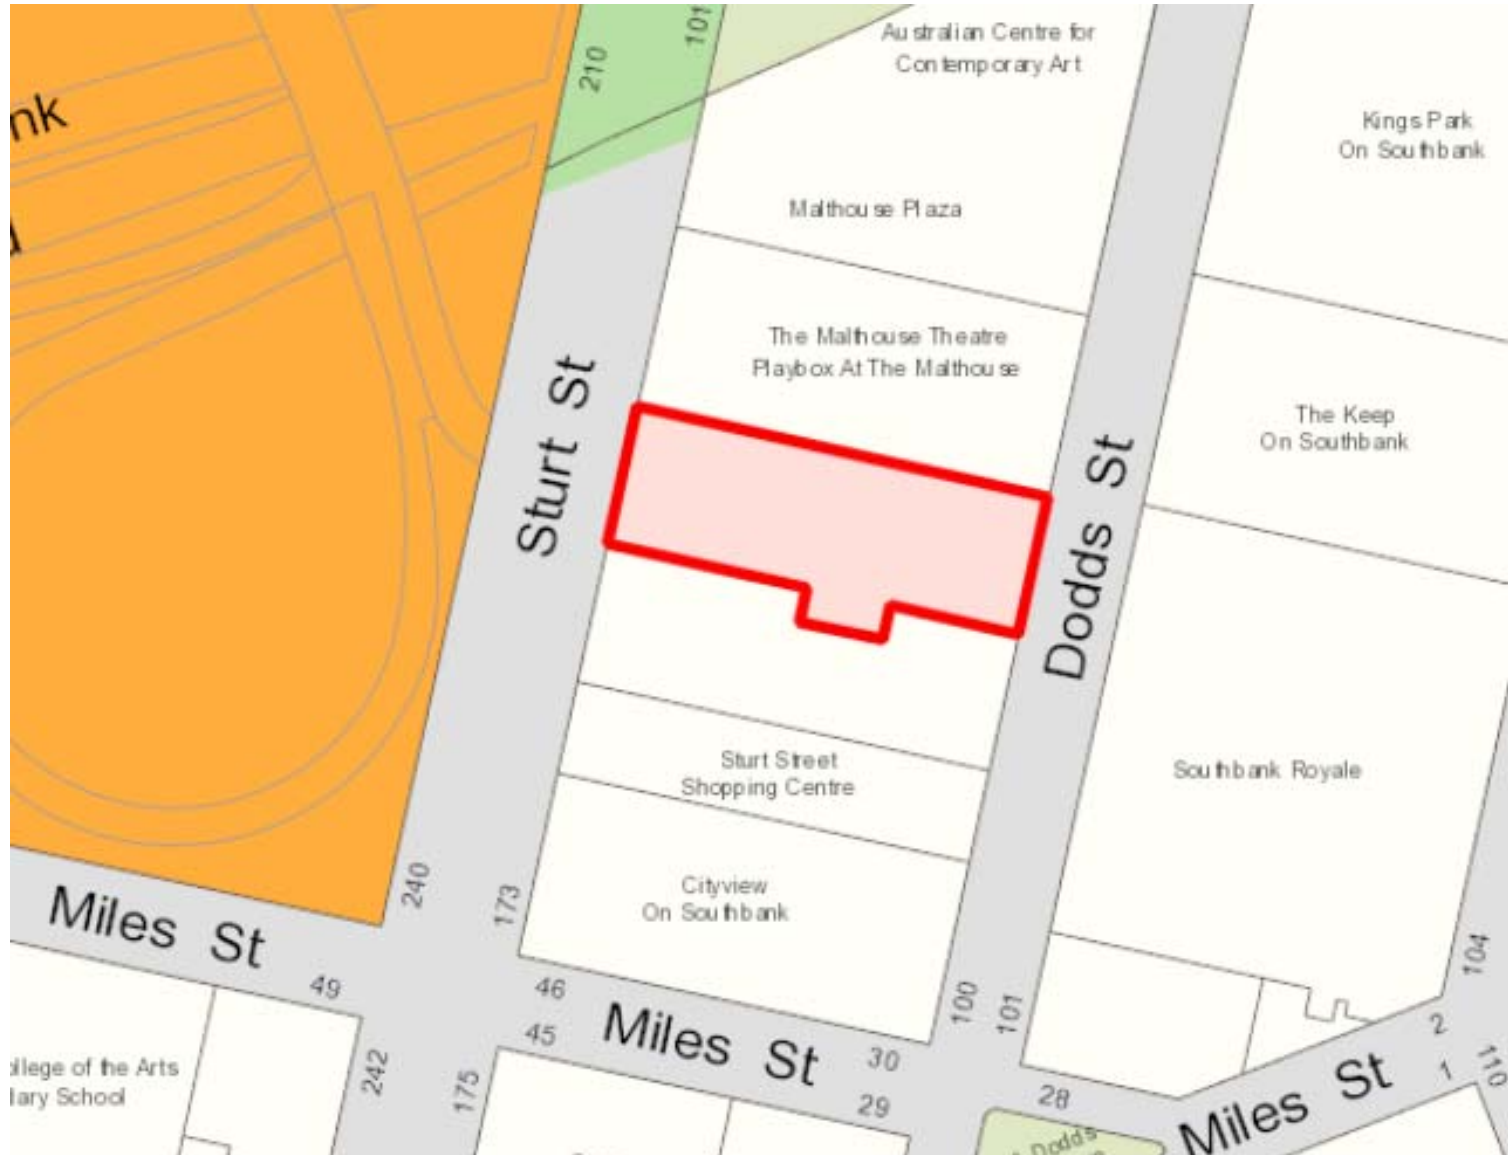 210
101
Australian Centre for
Contemporary Art
nk
Kings Park
On Southbank
Malthouse Plaza
The Malthouse Theatre
Playbox At The Malthouse
Sturt St
Dodds St
The Keep
On Southbank
Sturt Street
Shopping Centre
Southbank Royale
Cityview
On Southbank
240
173
Miles St
104
49
46
100
101
45
Miles St
30
2
242
175
29
28
Miles St
1
110
llege of the Arts
dary School
Dodds